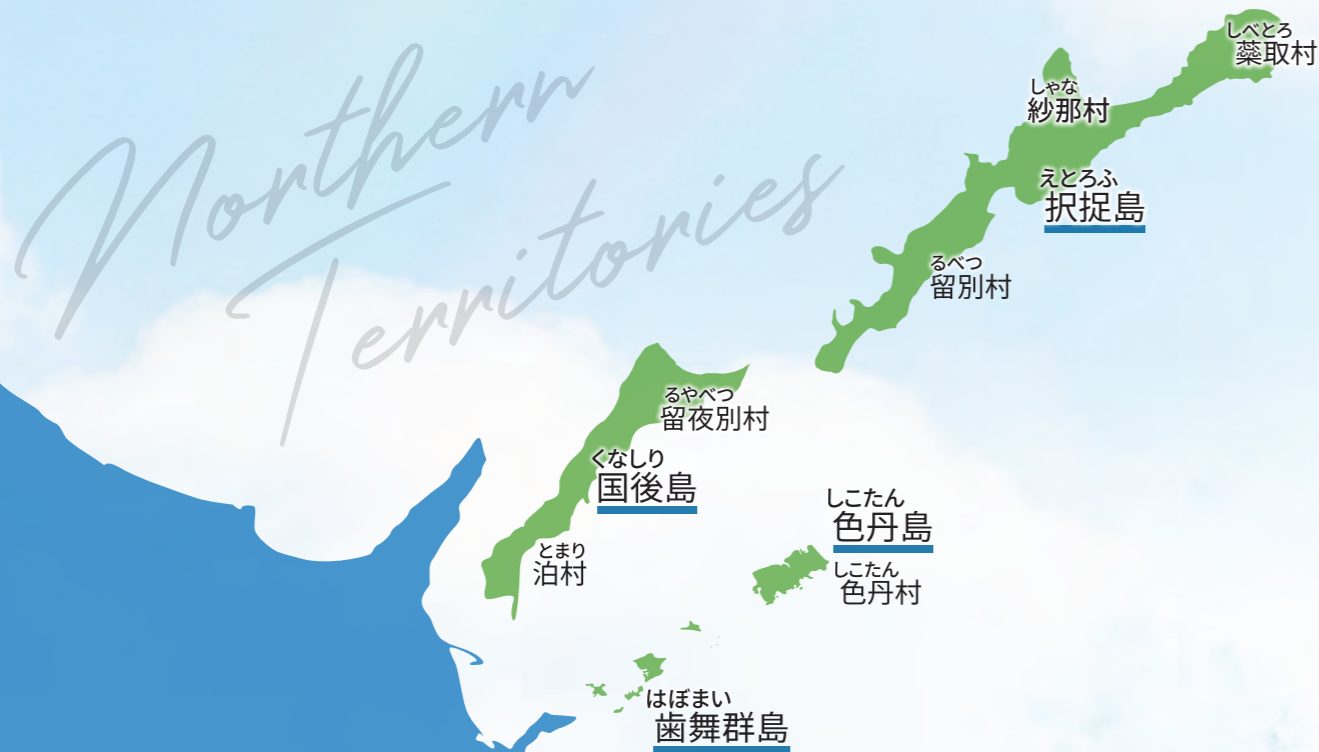 Northern
Territories
しべとろ
蘂取村
しゃな
紗那村
えとろふ
択捉島
るべつ
留別村
るやべつ
留夜別村
くなしり
国後島
とまり
泊村
しこたん
色丹島
しこたん
色丹村
はぼまい
歯舞群島